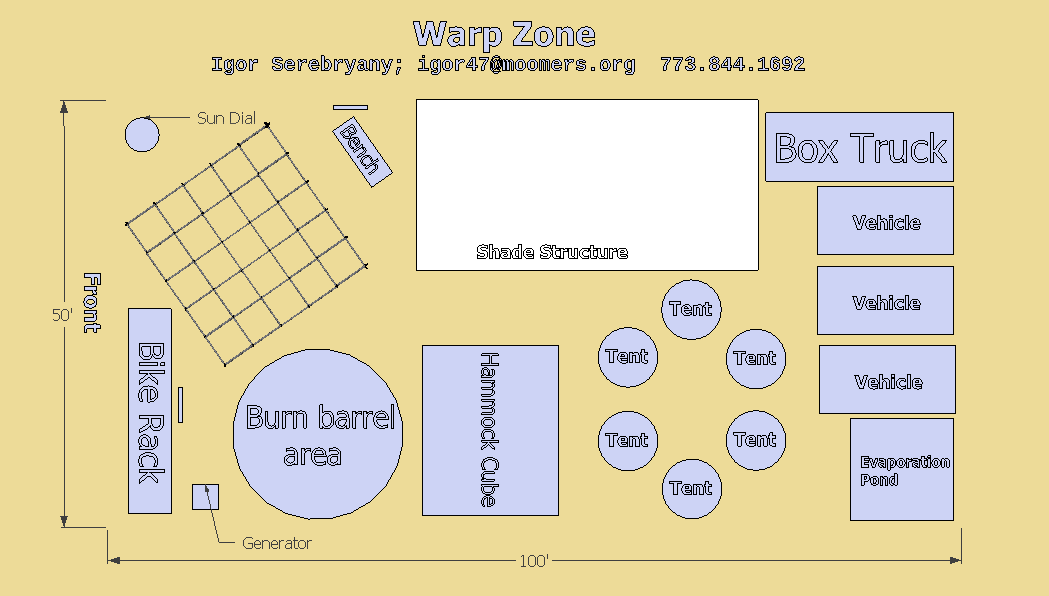 Warp Zone
Igor Serebryany; igor47@moomers.org 773.844.1692
Sun Dial
Bench
Box Truck
Vehicle
Shade Structure
Front
50'
Tent
Vehicle
Tent
Tent
Bike Rack
Hammock Cube
Vehicle
Burn barrel
area
Tent
Tent
Evaporation
Pond
Tent
Generator
100'